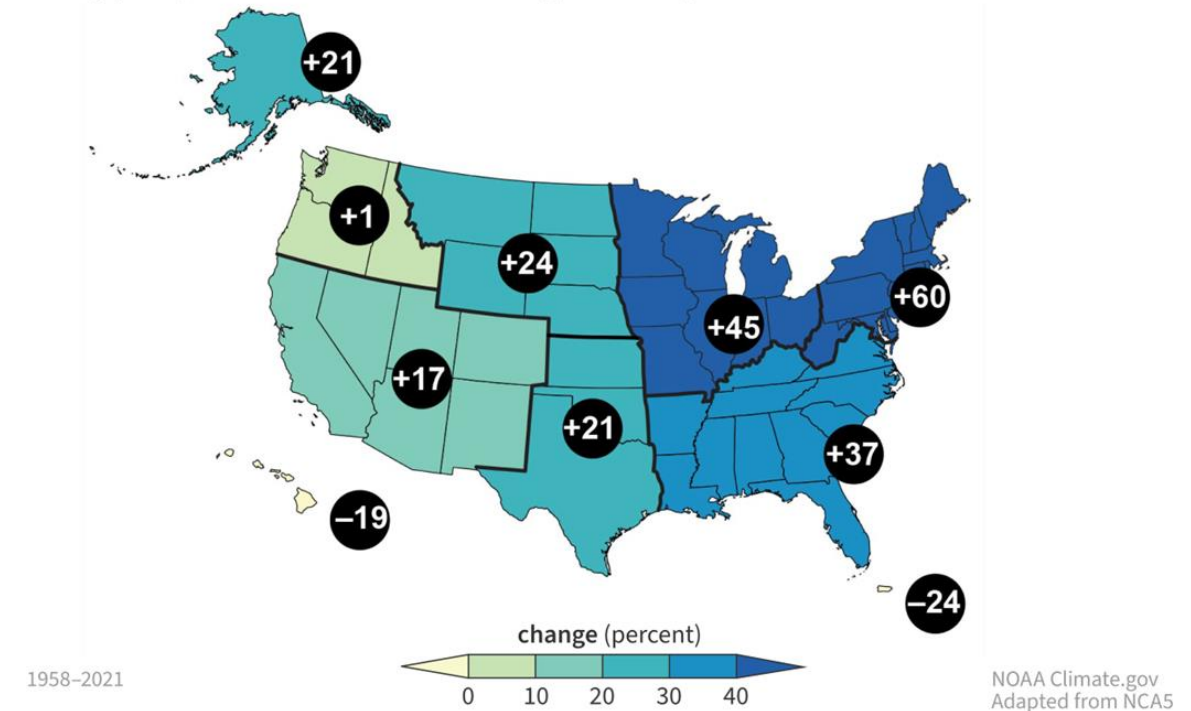 +21
+1
+24
+60
+45
+17
+21
+37
–19
–24
change (percent)
0 10 20 30 40
1958–2021
NOAA Climate.gov
Adapted from NCA5